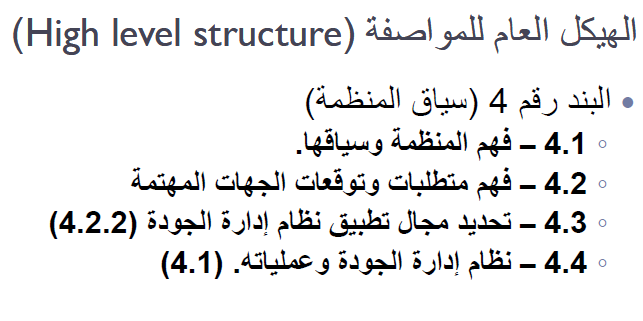 الهيكل العام للمواصفة (High level structure)
• البند رقم 4 (سياق المنظمة)
◦ 4.1 – فهم المنظمة وسياقها.
◦ 4.2 – فهم متطلبات وتوقعات الجهات المهتمة
◦ 4.3 – تحديد مجال تطبيق نظام إدارة الجودة (4.2.2)
◦ 4.4 – نظام إدارة الجودة وعملياته. (4.1)